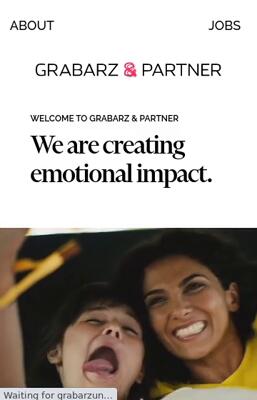 ABOUT JOBS
GRABARZ & PARTNER
WELCOME TO GRABARZ & PARTNER
We are creating
emotional impact.
Waiting for grabarzun...